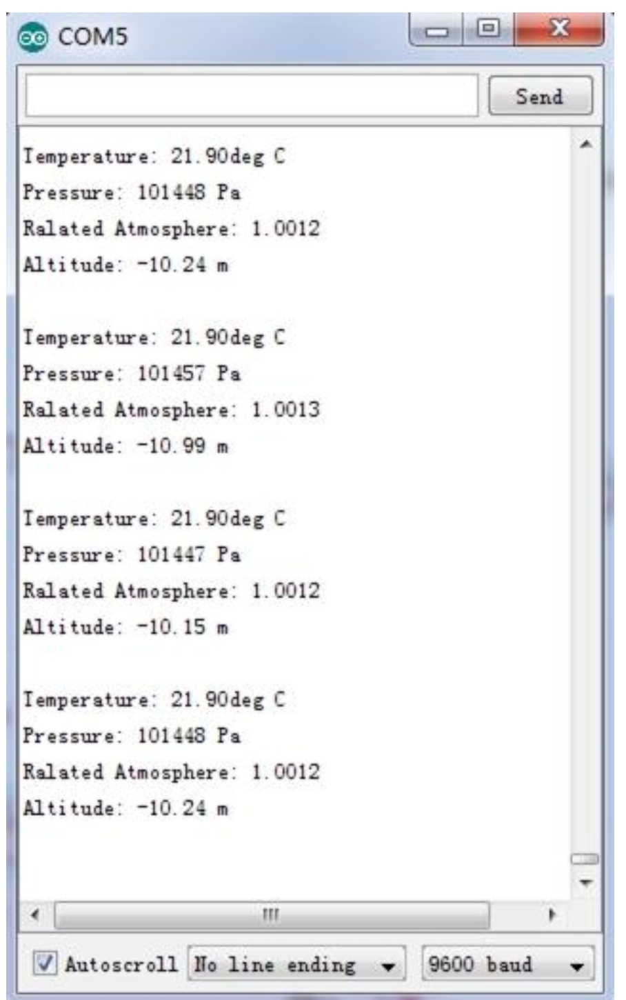 COM5
Send
Temperature: 21.90deg C
Pressure: 101448 Pa
Ralated Atmosphere: 1.0012
Altitude: -10.24 m
Temperature: 21.90deg C
Pressure: 101457 Pa
Ralated Atmosphere: 1.0013
Altitude: -10.99 m
Temperature: 21.90deg C
Pressure: 101447 Pa
Ralated Atmosphere: 1.0012
Altitude: -10.15 m
Temperature: 21.90deg C
Pressure: 101448 Pa
Ralated Atmosphere: 1.0012
Altitude: -10.24 m
Autoscroll No line ending 9600 baud